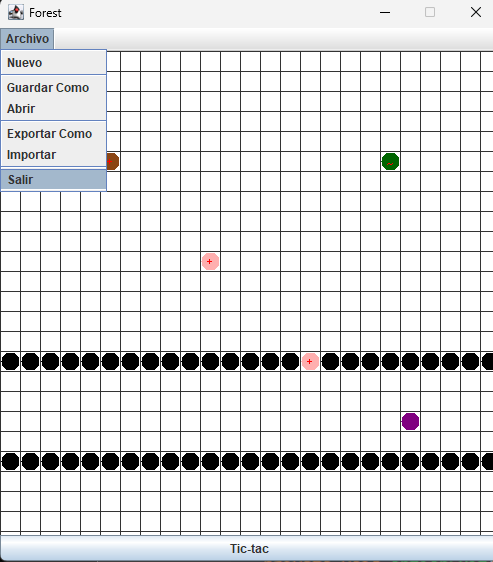 Forest
Archivo
Nuevo
Guardar Como
Abrir
Exportar Como
Importar
Salir
Tic-tac